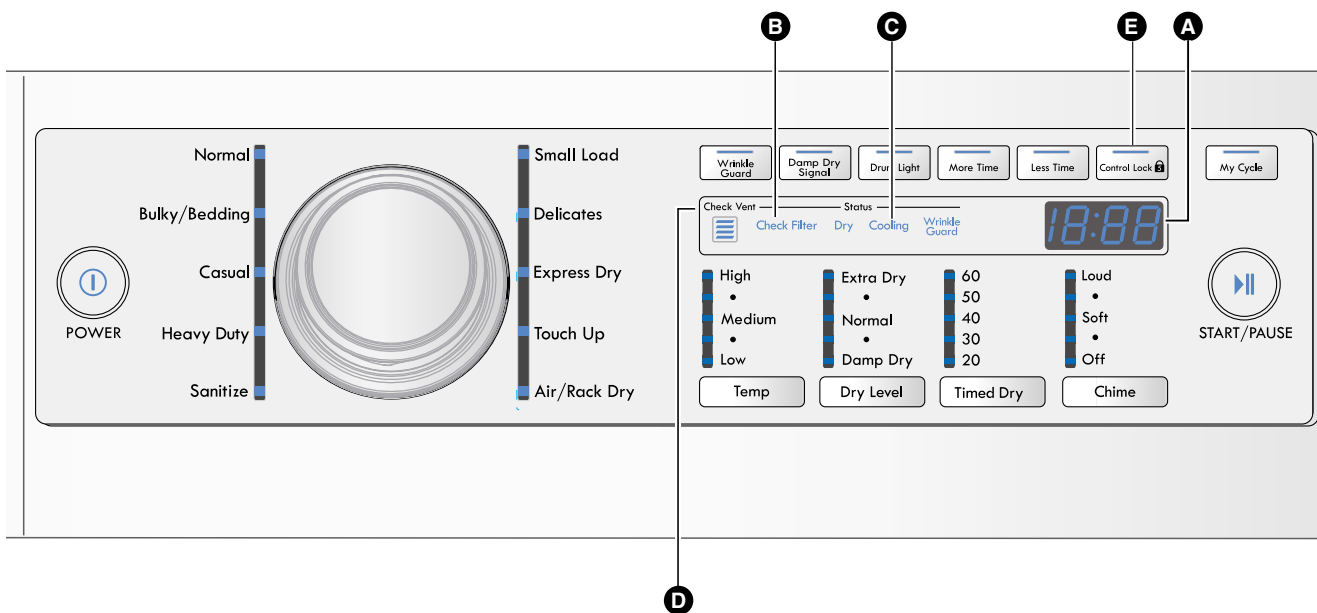 B C E A
Normal
Bulky/Bedding
Casual
Heavy Duty
Sanitize
POWER
Small Load
Delicates
Express Dry
Touch Up
Air/Rack Dry
Wrinkle
Guard
Damp Dry
Signal
Drum Light
More Time
Less Time
Control Lock
My Cycle
Check Vent
Status
Check Filter
Dry
Cooling
Wrinkle
Guard
18:88
High
Medium
Low
Temp
Extra Dry
Normal
Damp Dry
Dry Level
60
50
40
30
20
Timed Dry
Loud
Soft
Off
Chime
START/PAUSE
D